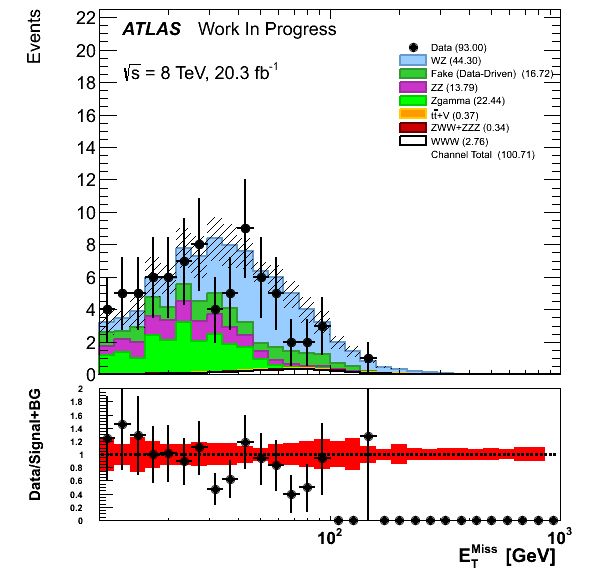 Events
ATLAS Work In Progress
√s = 8 TeV, 20.3 fb⁻¹
Data (93.00)
WZ (44.30)
Fake (Data-Driven) (16.72)
ZZ (13.79)
Zgamma (22.44)
tt̄+V (0.37)
ZWW+ZZZ (0.34)
WWW (2.76)
Channel Total (100.71)
22
20
18
16
14
12
10
8
6
4
2
0
Data/Signal+BG
2
1.8
1.6
1.4
1.2
1
0.8
0.6
0.4
0.2
0
10²
10³
E_T^Miss [GeV]